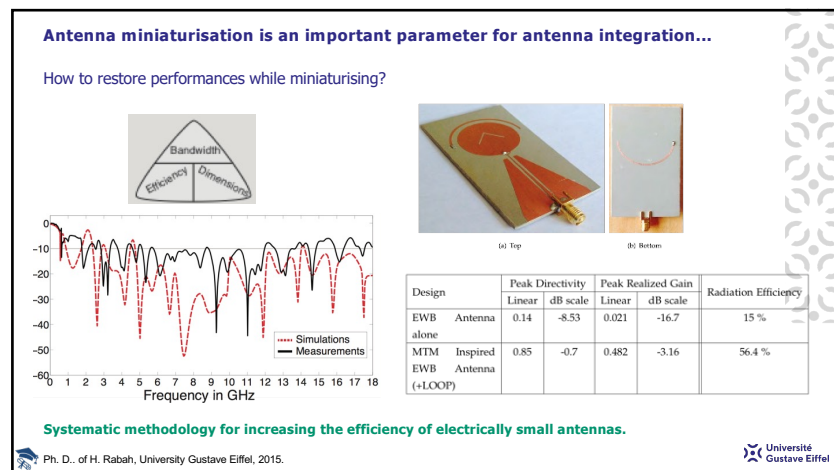 Antenna miniaturisation is an important parameter for antenna integration...
How to restore performances while miniaturising?
Bandwidth
Efficiency
Dimensions
(a) Top
(b) Bottom
0
−10
−20
−30
−40
−50
−60
Simulations
Measurements
0 1 2 3 4 5 6 7 8 9 10 11 12 13 14 15 16 17 18
Frequency in GHz
Design Peak Directivity Peak Realized Gain Radiation Efficiency
Linear dB scale Linear dB scale
EWB Antenna 0.14 -8.53 0.021 -16.7 15 %
alone
MTM 0.85 -0.7 0.482 -3.16 56.4 %
Inspired
EWB Antenna
(+LOOP)
Systematic methodology for increasing the efficiency of electrically small antennas.
Ph. D.. of H. Rabah, University Gustave Eiffel, 2015.
Université
Gustave Eiffel